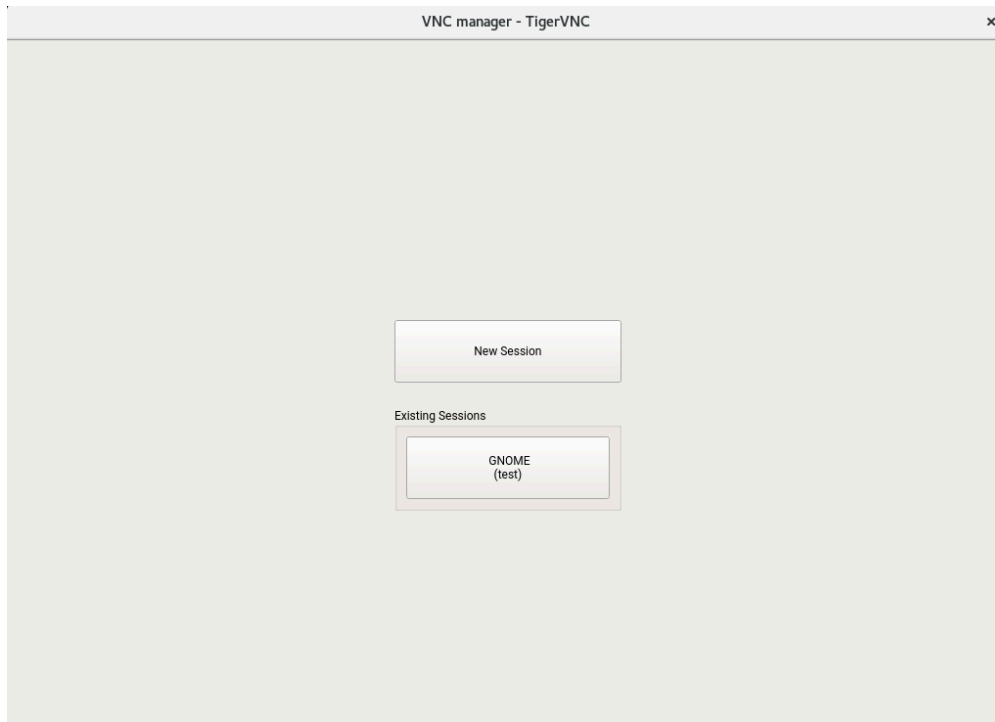 VNC manager - TigerVNC
New Session
Existing Sessions
GNOME
(test)